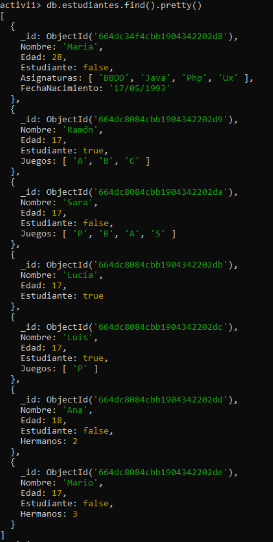 activii> db.estudiantes.find().pretty()
[
  {
    _id: ObjectId('664dc34f4cbb1904342202d8'),
    Nombre: 'María',
    Edad: 28,
    Estudiante: false,
    Asignaturas: [ 'BBDD', 'Java', 'Php', 'Ux' ],
    FechaNacimiento: '17/05/1993'
  },
  {
    _id: ObjectId('664dc8084cbb1904342202d9'),
    Nombre: 'Ramón',
    Edad: 17,
    Estudiante: true,
    Juegos: [ 'A', 'B', 'C' ]
  },
  {
    _id: ObjectId('664dc8084cbb1904342202da'),
    Nombre: 'Sara',
    Edad: 17,
    Estudiante: false,
    Juegos: [ 'P', 'B', 'A', 'S' ]
  },
  {
    _id: ObjectId('664dc8084cbb1904342202db'),
    Nombre: 'Lucía',
    Edad: 17,
    Estudiante: true
  },
  {
    _id: ObjectId('664dc8084cbb1904342202dc'),
    Nombre: 'Luis',
    Edad: 17,
    Estudiante: true,
    Juegos: [ 'P' ]
  },
  {
    _id: ObjectId('664dc8084cbb1904342202dd'),
    Nombre: 'Ana',
    Edad: 18,
    Estudiante: false,
    Hermanos: 2
  },
  {
    _id: ObjectId('664dc8084cbb1904342202de'),
    Nombre: 'Mario',
    Edad: 17,
    Estudiante: false,
    Hermanos: 3
  }
]